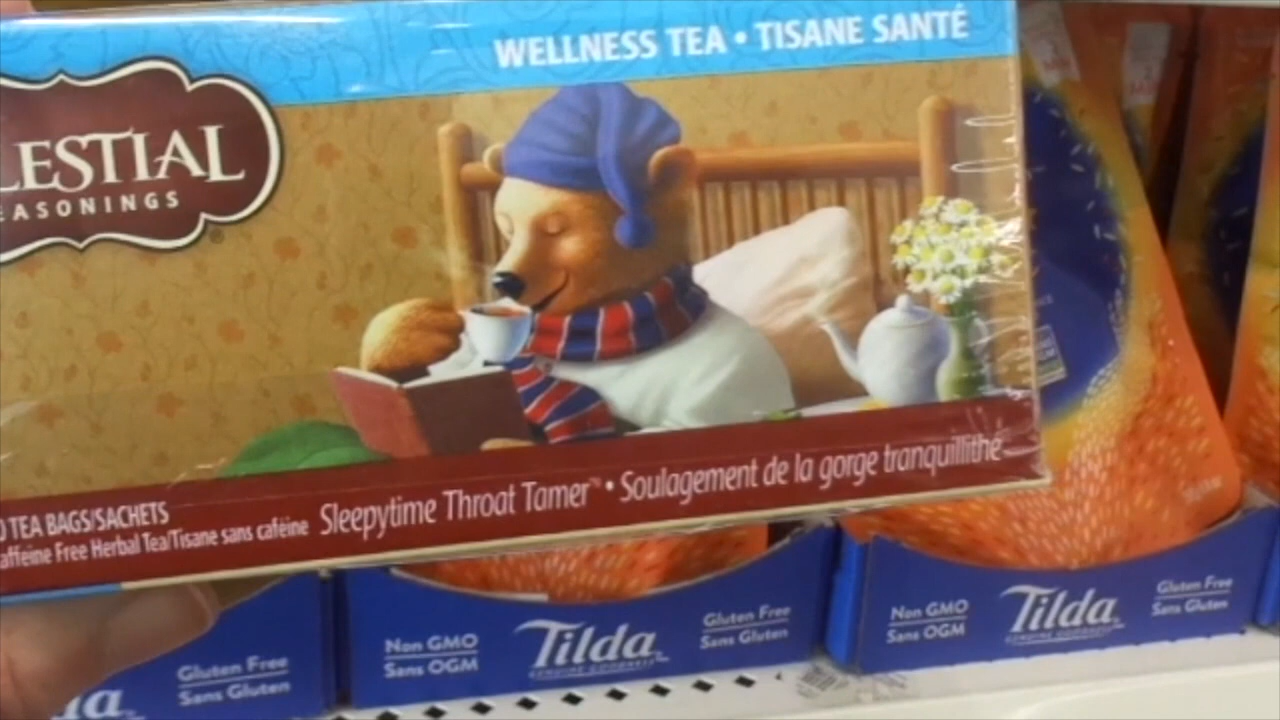 WELLNESS TEA • TISANE SANTÉ
LESTIAL
EASONINGS
0 TEA BAGS/SACHETS
affeine Free Herbal Tea/Tisane sans caféine
Sleepytime Throat Tamer™ • Soulagement de la gorge tranquillithé
Gluten Free
Sans Gluten
Non GMO
Sans OGM
Tilda
Gluten Free
Sans Gluten
Non GMO
Sans OGM
Tilda
Gluten Free
Sans Gluten